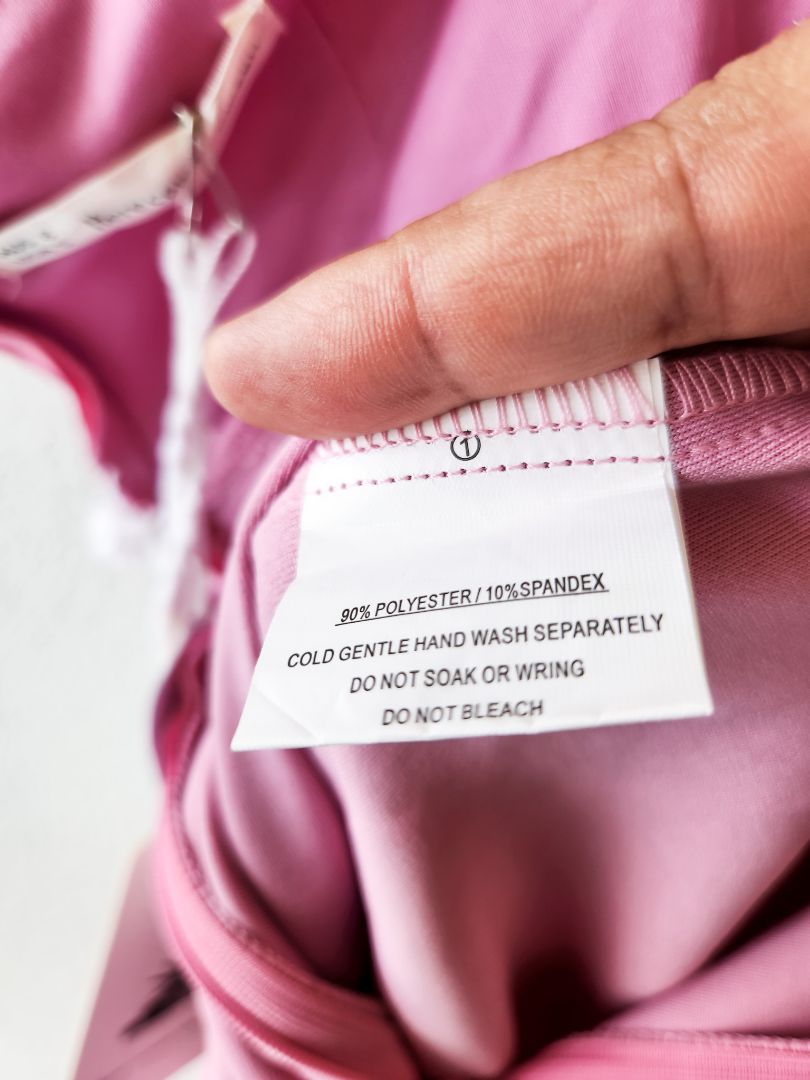 ①
90% POLYESTER / 10%SPANDEX
COLD GENTLE HAND WASH SEPARATELY
DO NOT SOAK OR WRING
DO NOT BLEACH